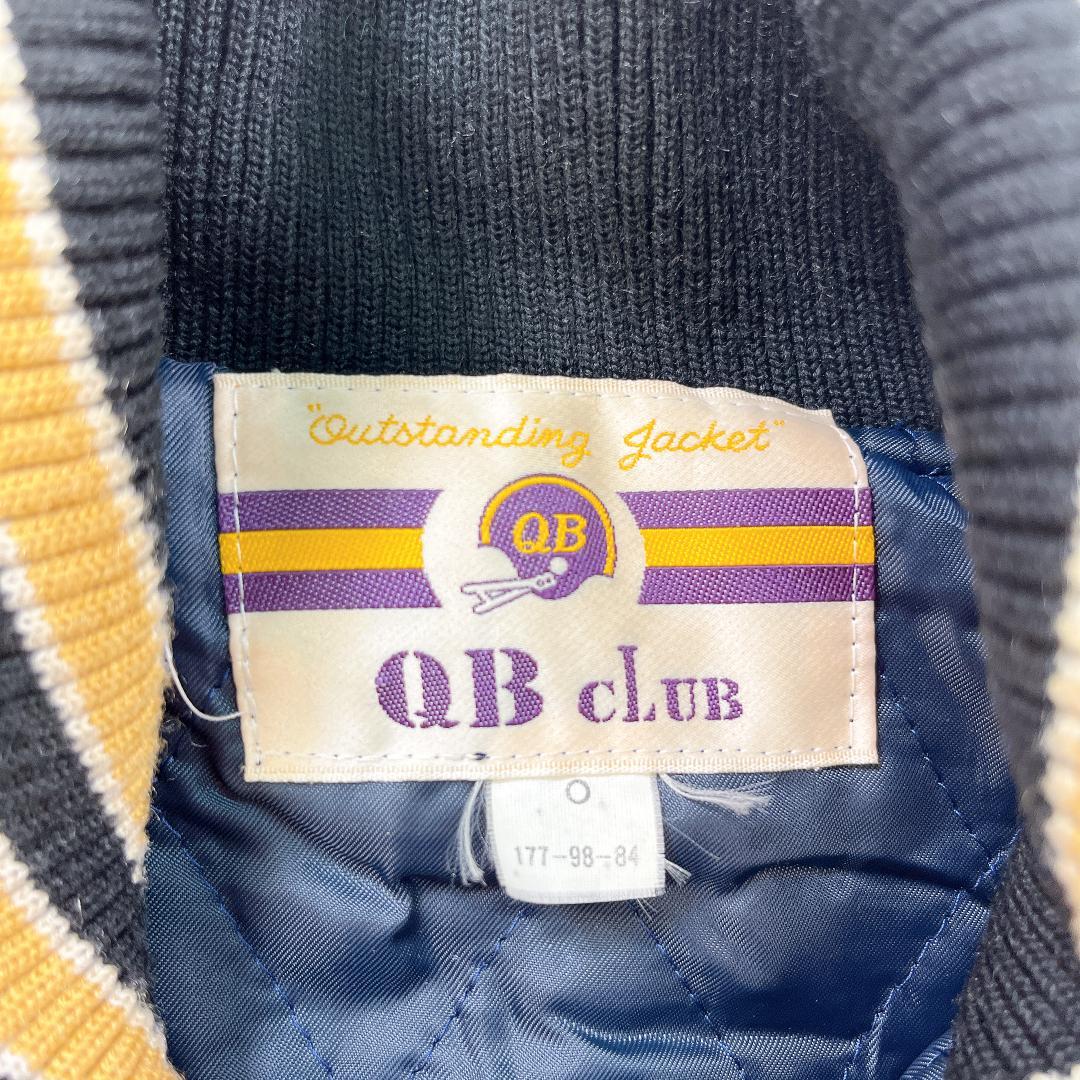 "Outstanding Jacket"
QB
QB cLUB
O
177-98-84